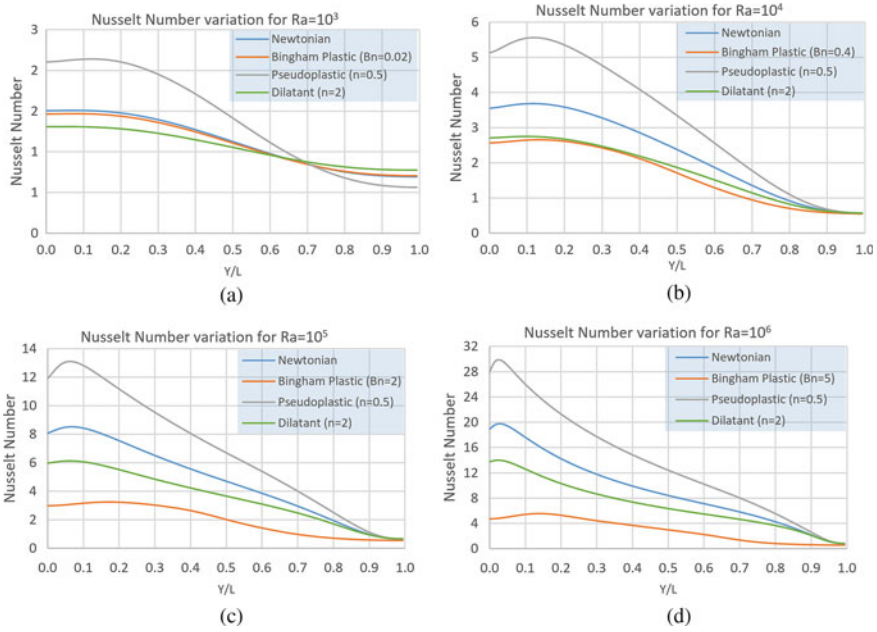 Nusselt Number variation for Ra=10³
Nusselt Number
3
2
2
1
1
0
Newtonian
Bingham Plastic (Bn=0.02)
Pseudoplastic (n=0.5)
Dilatant (n=2)
0.0 0.1 0.2 0.3 0.4 0.5 0.6 0.7 0.8 0.9 1.0
Y/L
(a)
Nusselt Number variation for Ra=10⁴
Nusselt Number
6
5
4
3
2
1
0
Newtonian
Bingham Plastic (Bn=0.4)
Pseudoplastic (n=0.5)
Dilatant (n=2)
0.0 0.1 0.2 0.3 0.4 0.5 0.6 0.7 0.8 0.9 1.0
Y/L
(b)
Nusselt Number variation for Ra=10⁵
Nusselt Number
14
12
10
8
6
4
2
0
Newtonian
Bingham Plastic (Bn=2)
Pseudoplastic (n=0.5)
Dilatant (n=2)
0.0 0.1 0.2 0.3 0.4 0.5 0.6 0.7 0.8 0.9 1.0
Y/L
(c)
Nusselt Number variation for Ra=10⁶
Nusselt Number
32
28
24
20
16
12
8
4
0
Newtonian
Bingham Plastic (Bn=5)
Pseudoplastic (n=0.5)
Dilatant (n=2)
0.0 0.1 0.2 0.3 0.4 0.5 0.6 0.7 0.8 0.9 1.0
Y/L
(d)